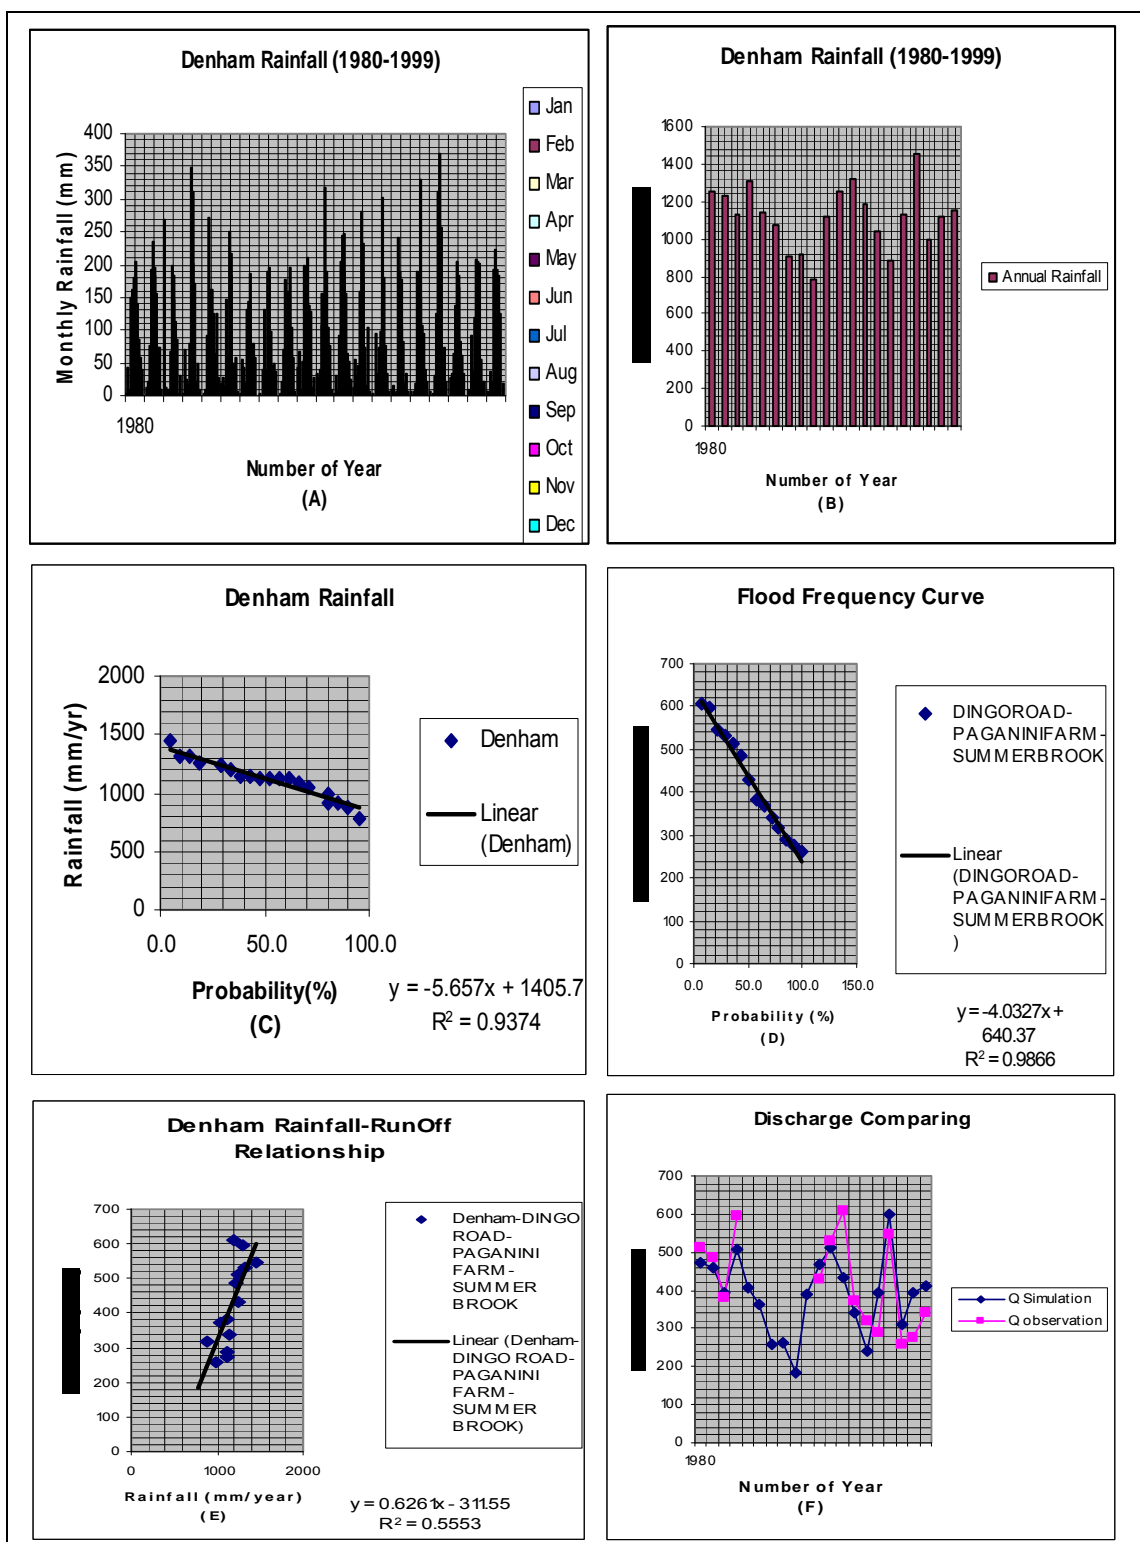 Denham Rainfall (1980-1999)
Monthly Rainfall (mm)
400
350
300
250
200
150
100
50
0
1980
Number of Year
(A)
Jan
Feb
Mar
Apr
May
Jun
Jul
Aug
Sep
Oct
Nov
Dec
Denham Rainfall (1980-1999)
1600
1400
1200
1000
800
600
400
200
0
1980
Number of Year
(B)
Annual Rainfall
Denham Rainfall
Rainfall (mm/yr)
2000
1500
1000
500
0
0.0 50.0 100.0
Probability(%)
(C)
Denham
Linear
(Denham)
y = -5.657x + 1405.7
R² = 0.9374
Flood Frequency Curve
700
600
500
400
300
200
100
0
0.0 50.0 100.0 150.0
Probability (%)
(D)
DINGOROAD-
PAGANINIFARM-
SUMMERBROOK
Linear
(DINGOROAD-
PAGANINIFARM-
SUMMERBROOK
)
y = -4.0327x +
640.37
R² = 0.9866
Denham Rainfall-RunOff
Relationship
700
600
500
400
300
200
100
0
0 1000 2000
Rainfall (mm/year)
(E)
Denham-DINGO
ROAD-
PAGANINI
FARM-
SUMMER
BROOK
Linear (Denham-
DINGO ROAD-
PAGANINI
FARM-
SUMMER
BROOK)
y = 0.6261x - 311.55
R² = 0.5553
Discharge Comparing
700
600
500
400
300
200
100
0
1980
Number of Year
(F)
Q Simulation
Q observation